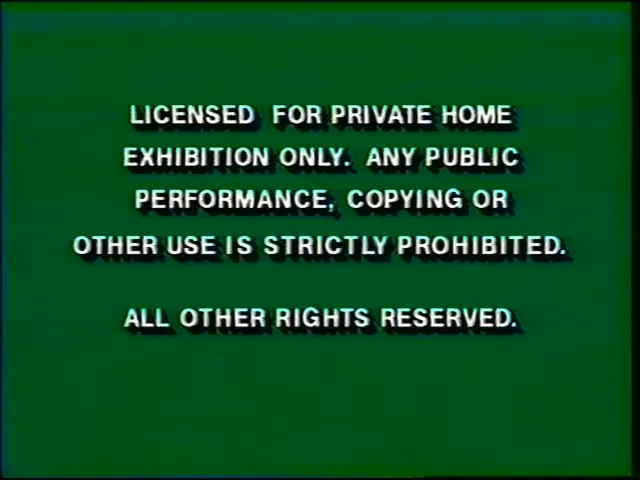 LICENSED FOR PRIVATE HOME
EXHIBITION ONLY. ANY PUBLIC
PERFORMANCE, COPYING OR
OTHER USE IS STRICTLY PROHIBITED.
ALL OTHER RIGHTS RESERVED.